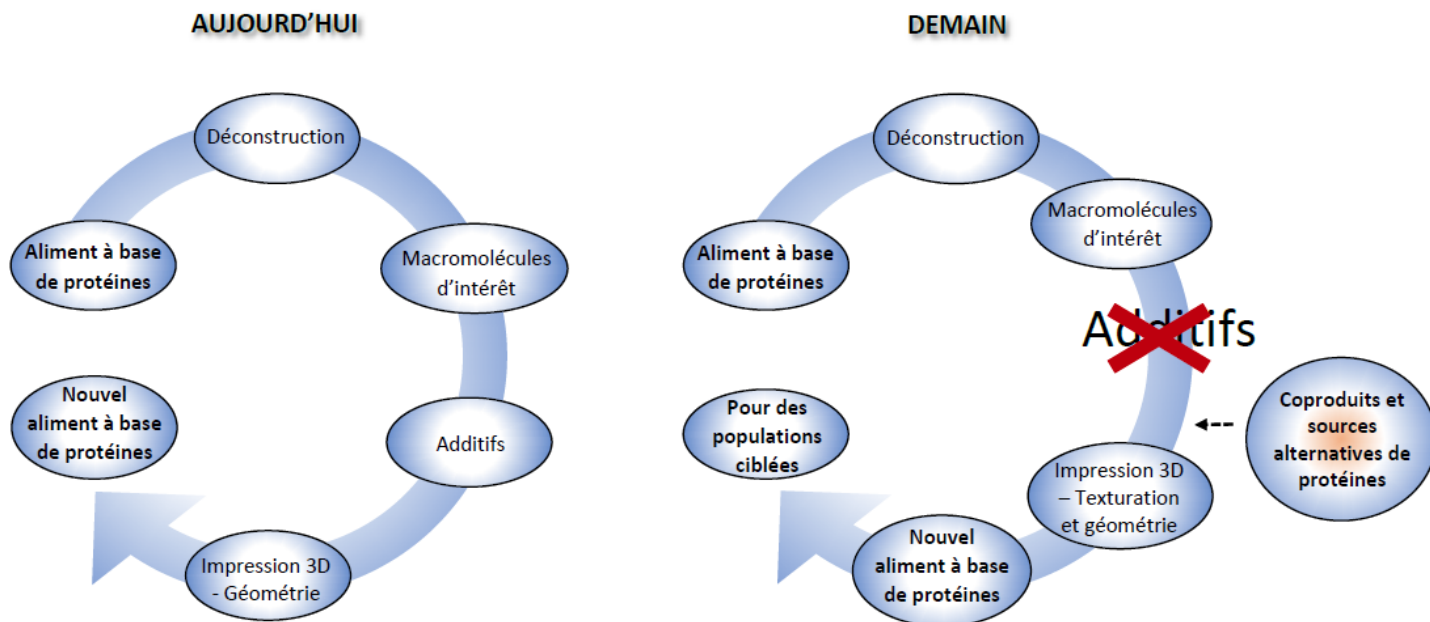 AUJOURD'HUI
Déconstruction
Macromolécules
d'intérêt
Additifs
Impression 3D
- Géométrie
Aliment à base
de protéines
Nouvel
aliment à base
de protéines
DEMAIN
Déconstruction
Macromolécules
d'intérêt
Additifs
Coproduits et
sources
alternatives de
protéines
Impression 3D
– Texturation
et géométrie
Nouvel
aliment à base
de protéines
Pour des
populations
ciblées
Aliment à base
de protéines